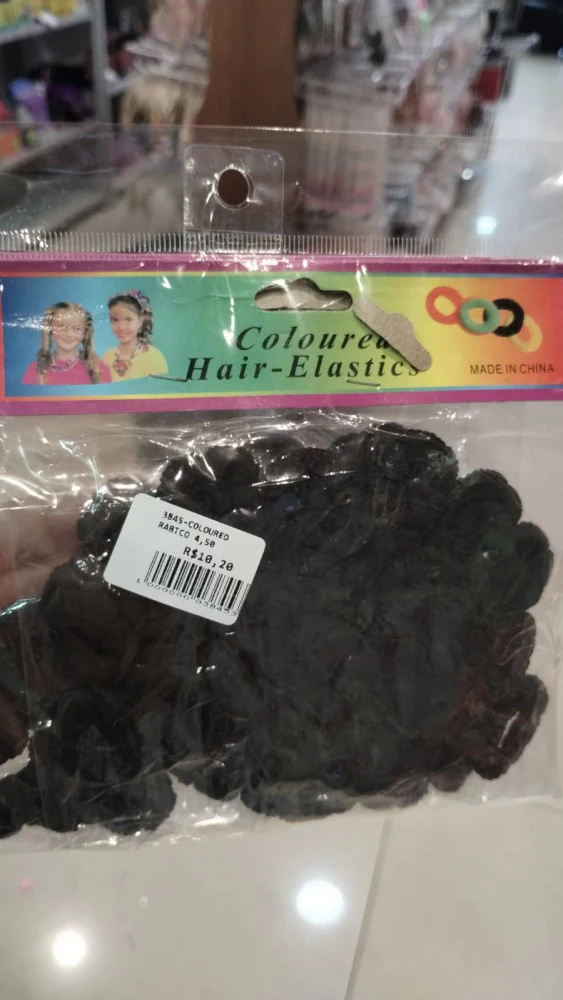 Coloured
Hair-Elastics
MADE IN CHINA
3845-COLOURED
RABICO 4,50
R$10,20